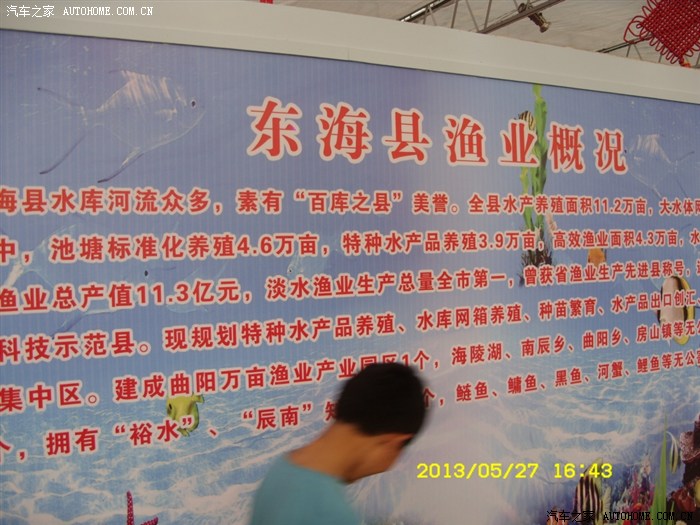 汽车之家 AUTOHOME.COM.CN
东海县渔业概况
海县水库河流众多，素有“百库之县”美誉。全县水产养殖面积11.2万亩，大水体网
中，池塘标准化养殖4.6万亩，特种水产品养殖3.9万亩，高效渔业面积4.3万亩，水
渔业总产值11.3亿元，淡水渔业生产总量全市第一，曾获省渔业生产先进县称号，
科技示范县。现规划特种水产品养殖、水库网箱养殖、种苗繁育、水产品出口创汇
集中区。建成曲阳万亩渔业产业园区1个，海陵湖、南辰乡、曲阳乡、房山镇等无公
个，拥有“裕水”、“辰南”知 个，鲢鱼、鳙鱼、黑鱼、河蟹、鲤鱼等无公害
2013/05/27 16:43
汽车之家 AUTOHOME.COM.CN